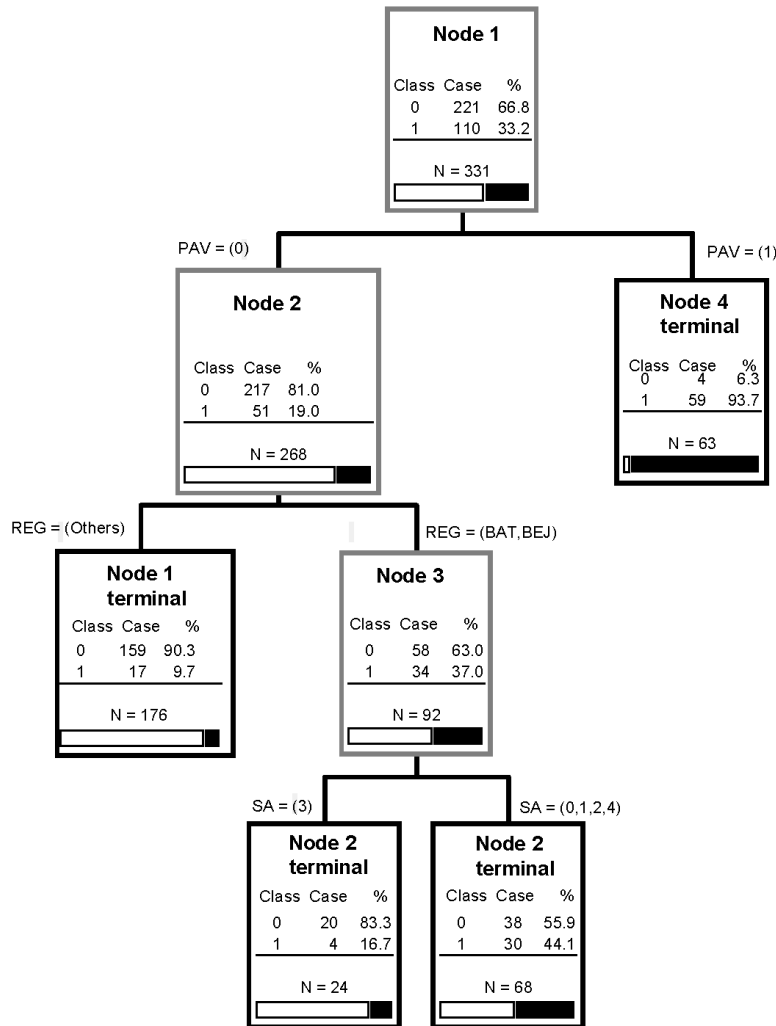 Node 1
Class Case %
0 221 66.8
1 110 33.2
N = 331
PAV = (0)
PAV = (1)
Node 2
Class Case %
0 217 81.0
1 51 19.0
N = 268
Node 4
terminal
Class Case %
0 4 6.3
1 59 93.7
N = 63
REG = (Others)
REG = (BAT,BEJ)
Node 1
terminal
Class Case %
0 159 90.3
1 17 9.7
N = 176
Node 3
Class Case %
0 58 63.0
1 34 37.0
N = 92
SA = (3)
SA = (0,1,2,4)
Node 2
terminal
Class Case %
0 20 83.3
1 4 16.7
N = 24
Node 2
terminal
Class Case %
0 38 55.9
1 30 44.1
N = 68